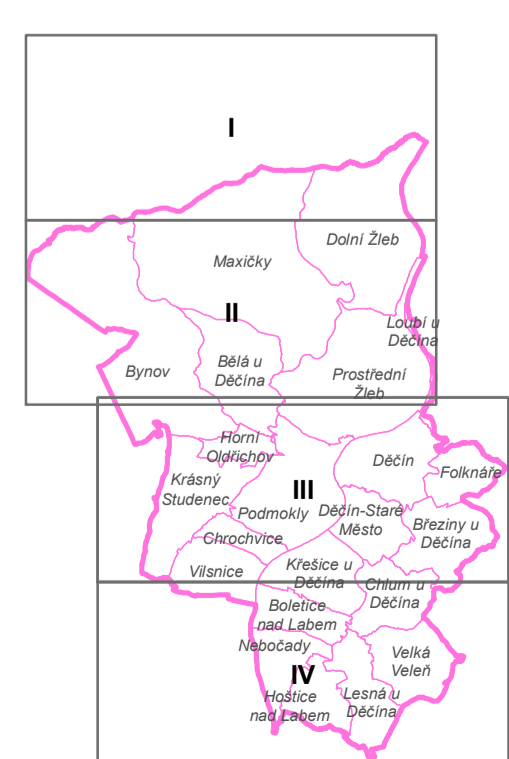 I
Dolní Žleb
Maxičky
II
Loubí u
Děčína
Bynov
Bělá u
Děčína
Prostřední
Žleb
Horní
Oldřichov
Děčín
Folknáře
Krásný
Studenec
III
Podmokly
Děčín-Staré
Město
Březiny u
Děčína
Chrochvice
Vilsnice
Křešice u
Děčína
Chlum u
Děčína
Boletice
nad Labem
Nebočady
Velká
Veleň
IV
Hoštice
nad Labem
Lesná u
Děčína